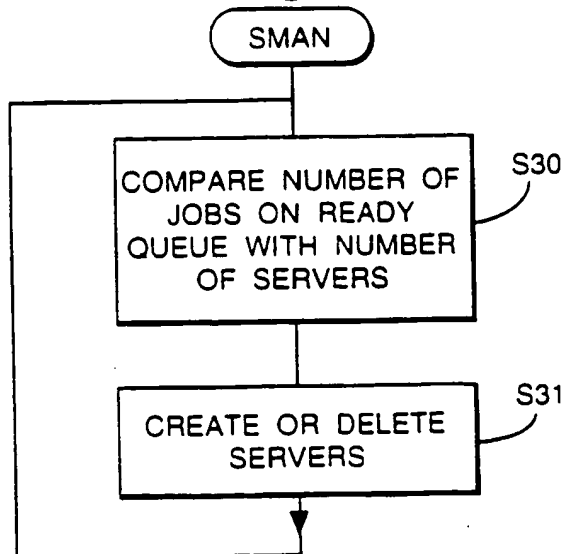 SMAN
COMPARE NUMBER OF
JOBS ON READY
QUEUE WITH NUMBER
OF SERVERS
S30
CREATE OR DELETE
SERVERS
S31